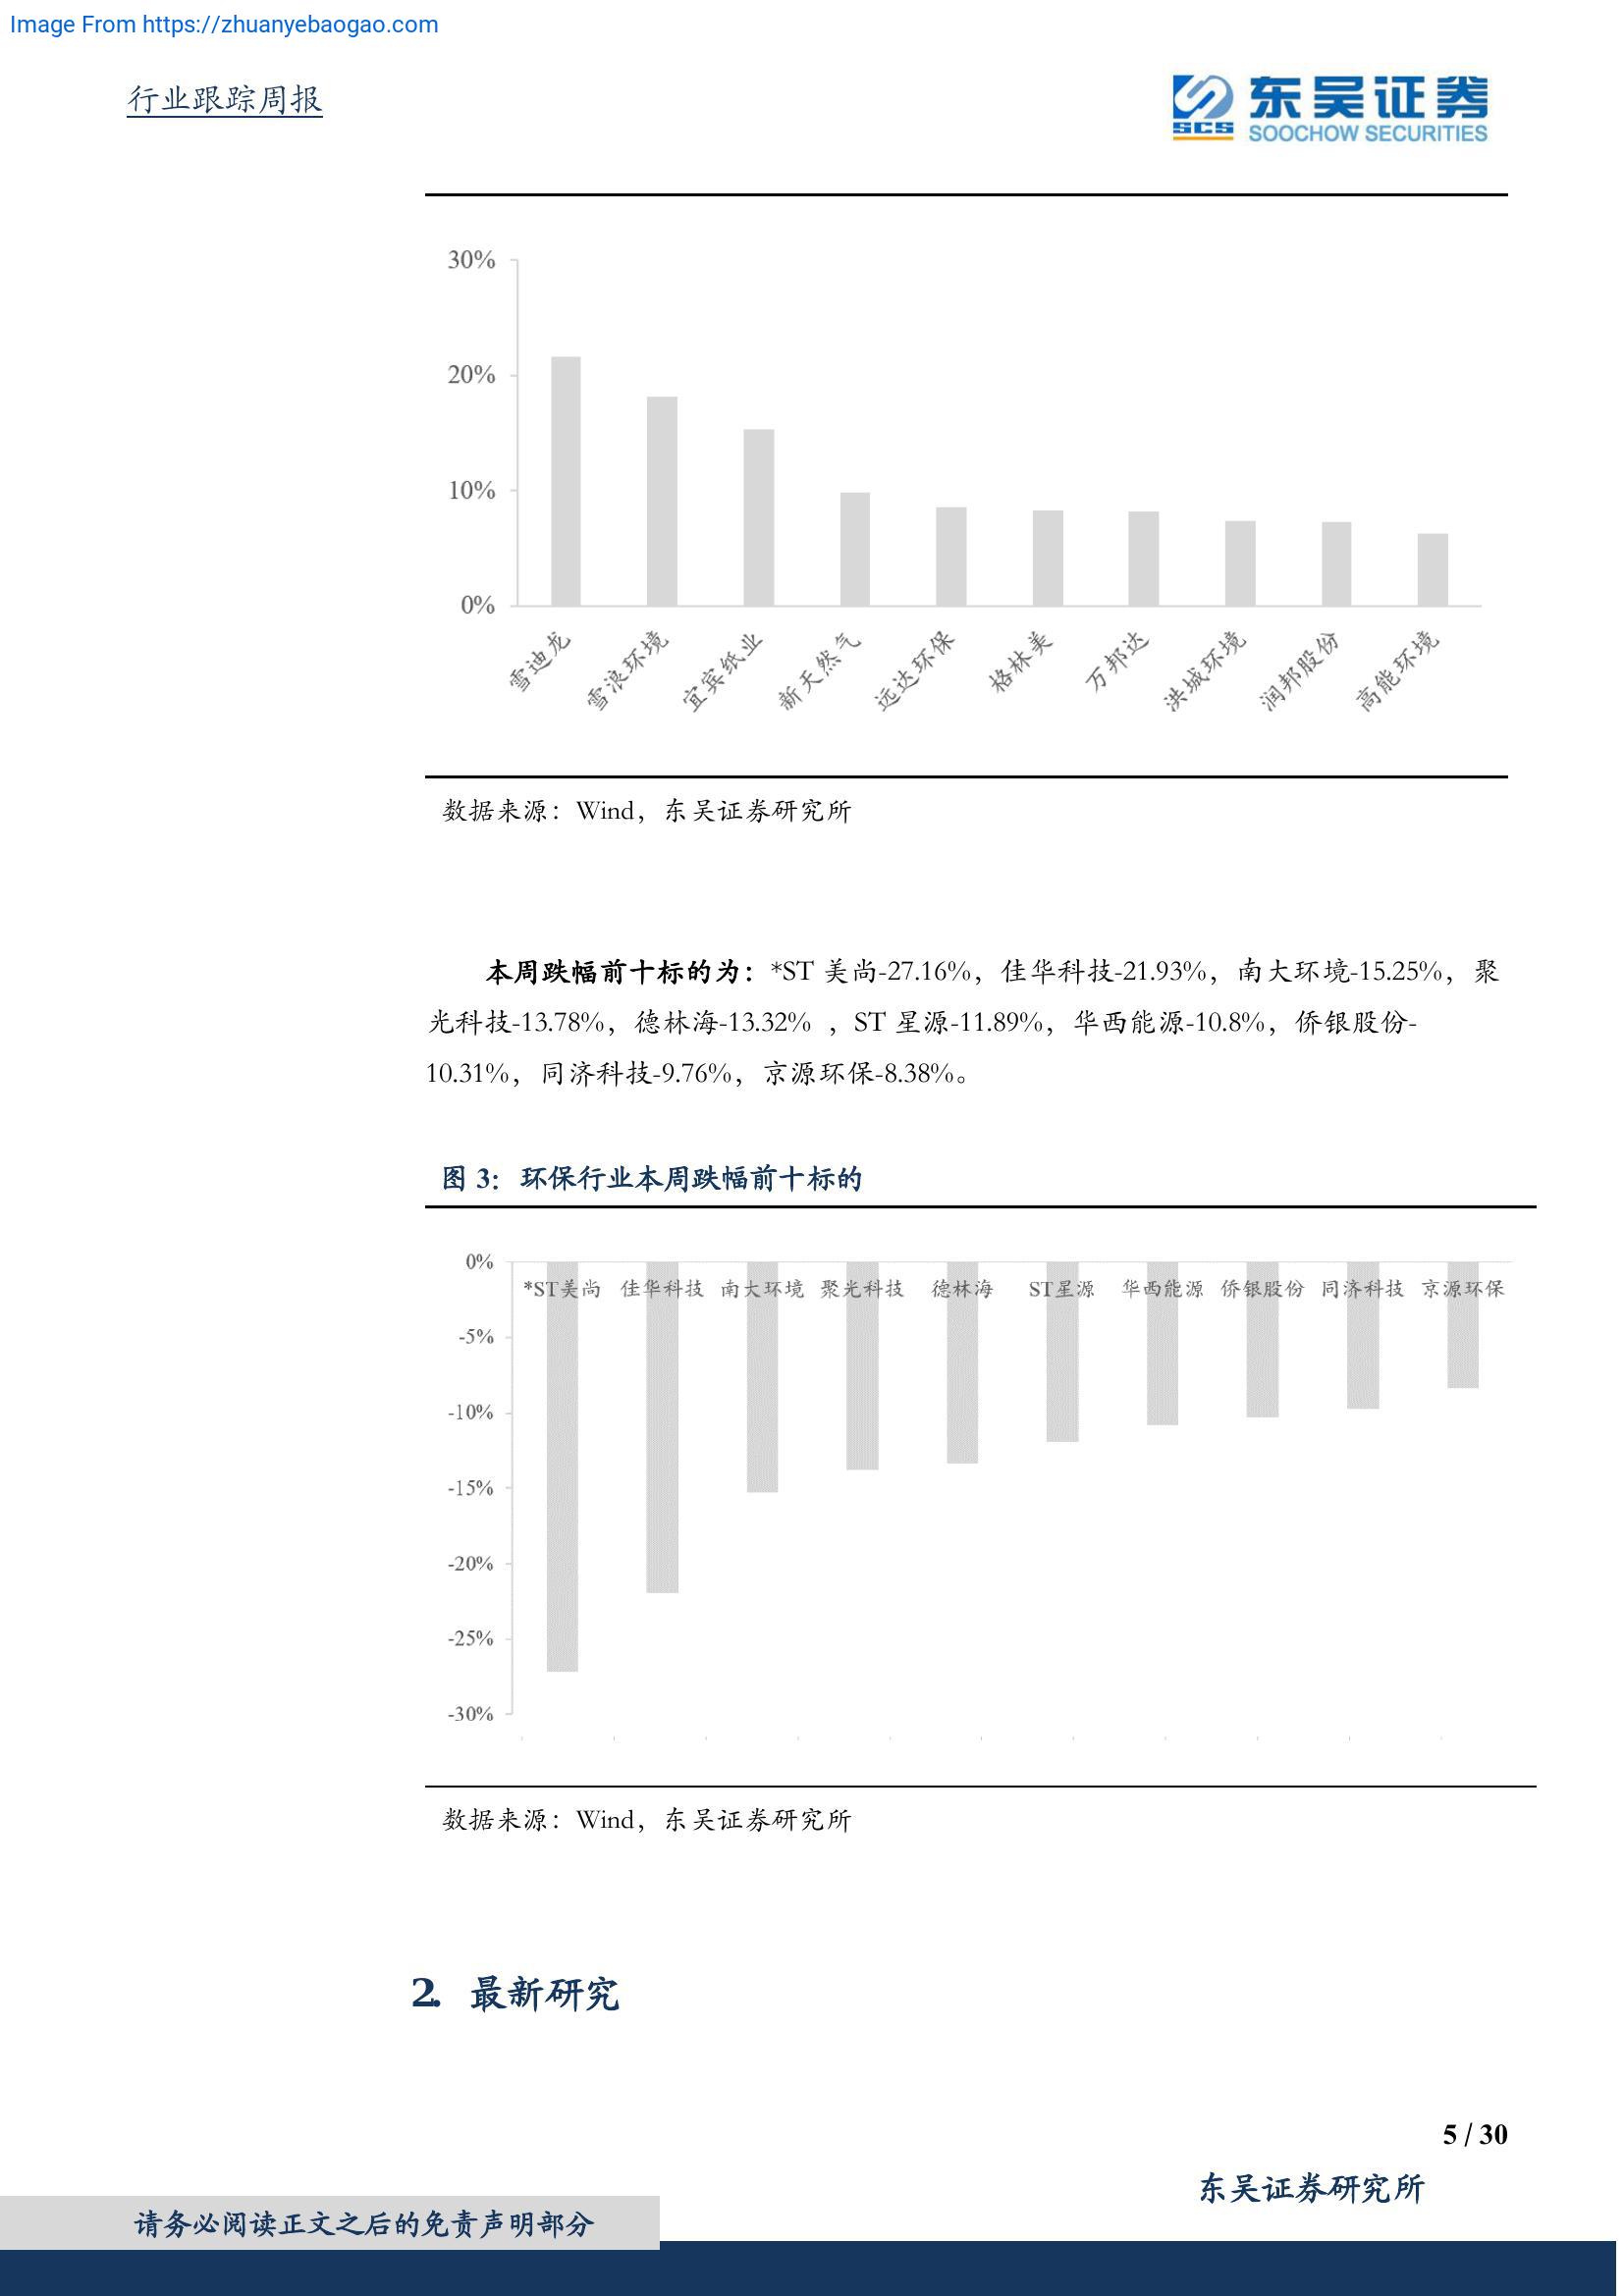 Image From https://zhuanyebaogao.com
行业跟踪周报
SCS
东吴证券
SOOCHOW SECURITIES
30%
20%
10%
0%
雪迪龙
雪浪环境
宜宾纸业
新天然气
远达环保
格林美
万邦达
洪城环境
润邦股份
高能环境
数据来源：Wind，东吴证券研究所
本周跌幅前十标的为：*ST 美尚-27.16%，佳华科技-21.93%，南大环境-15.25%，聚
光科技-13.78%，德林海-13.32% ，ST 星源-11.89%，华西能源-10.8%，侨银股份-
10.31%，同济科技-9.76%，京源环保-8.38%。
图 3：环保行业本周跌幅前十标的
0%
*ST美尚 佳华科技 南大环境 聚光科技 德林海 ST星源 华西能源 侨银股份 同济科技 京源环保
-5%
-10%
-15%
-20%
-25%
-30%
数据来源：Wind，东吴证券研究所
2. 最新研究
5 / 30
东吴证券研究所
请务必阅读正文之后的免责声明部分